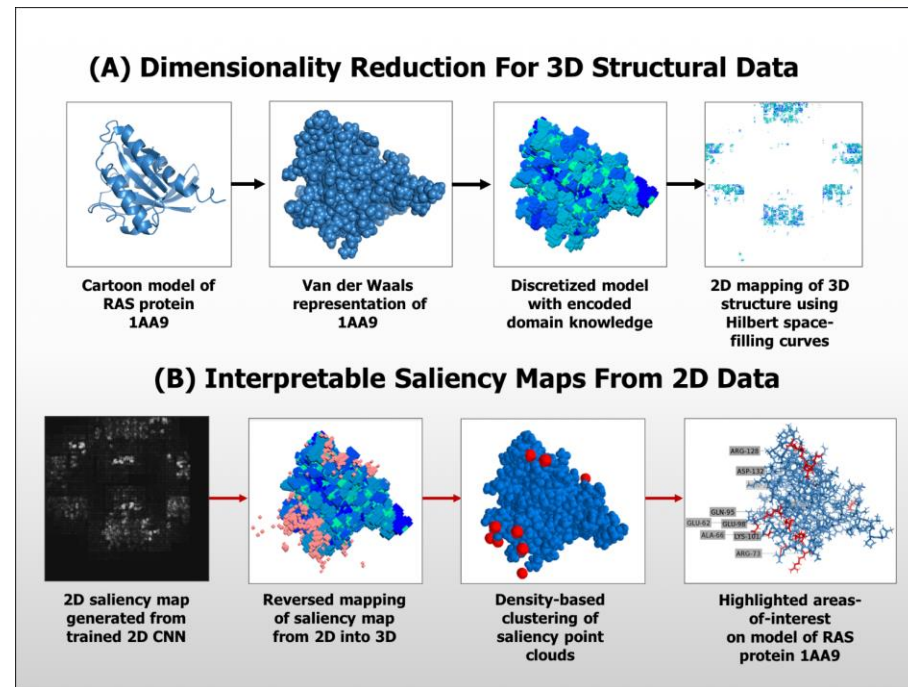 (A) Dimensionality Reduction For 3D Structural Data
Cartoon model of
RAS protein
1AA9
Van der Waals
representation of
1AA9
Discretized model
with encoded
domain knowledge
2D mapping of 3D
structure using
Hilbert space-
filling curves
(B) Interpretable Saliency Maps From 2D Data
ARG-128
ASP-132
GLN-95
GLU-62
GLU-98
ALA-66
LYS-101
ARG-73
2D saliency map
generated from
trained 2D CNN
Reversed mapping
of saliency map
from 2D into 3D
Density-based
clustering of
saliency point
clouds
Highlighted areas-
of-interest
on model of RAS
protein 1AA9